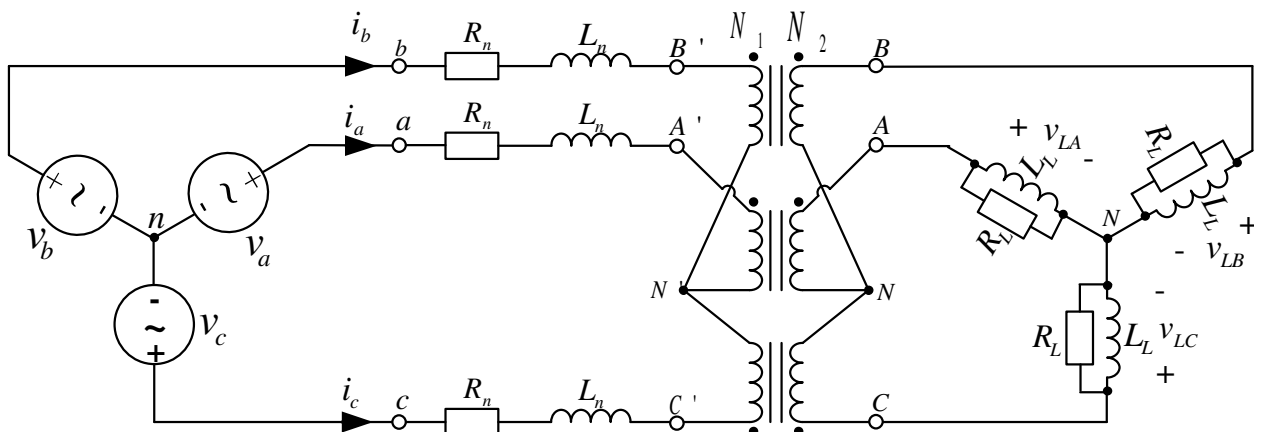 i_b b R_n L_n B ' N_1 N_2 B
i_a a R_n L_n A ' A
+ v_LA - L_L R_L
R_L L_L + v_LB -
+ - v_b
- + v_a
n
N ' N
N
- + v_c
R_L L_L - v_LC +
i_c c R_n L_n C ' C